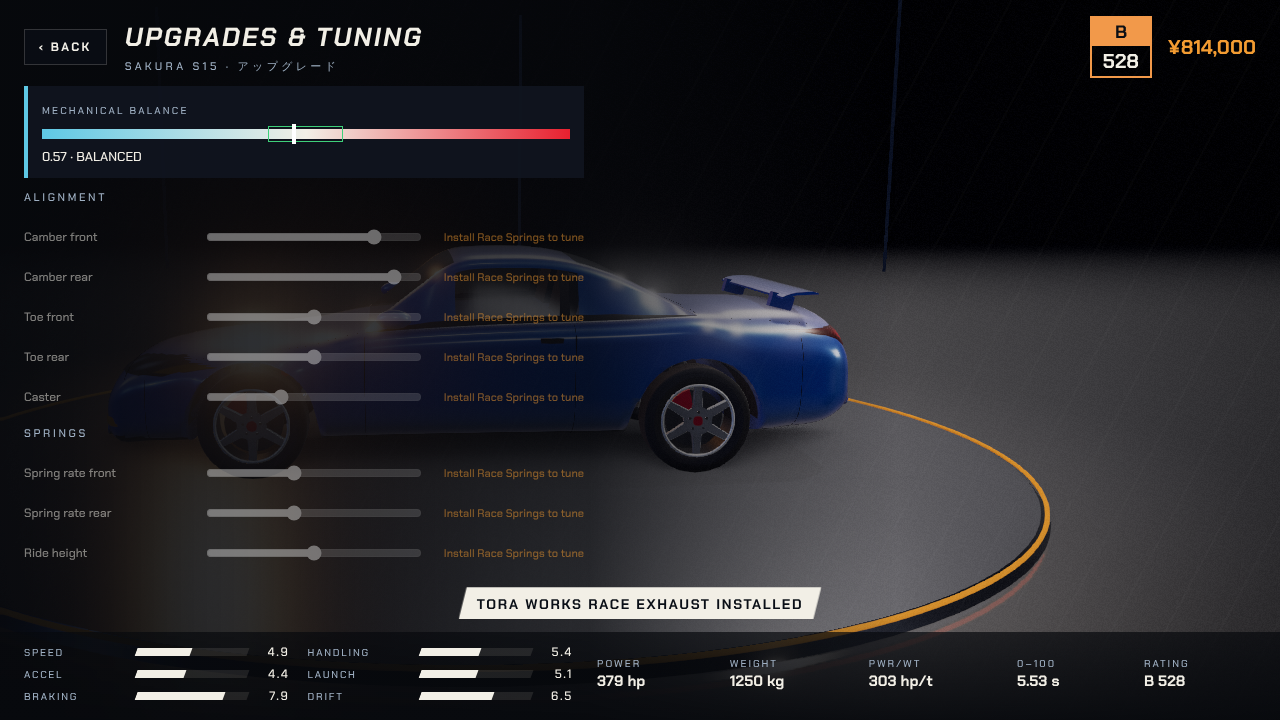 ‹ BACK
UPGRADES & TUNING
SAKURA S15 · アップグレード
B
528
¥814,000
MECHANICAL BALANCE
0.57 · BALANCED
ALIGNMENT
Camber front
Install Race Springs to tune
Camber rear
Install Race Springs to tune
Toe front
Install Race Springs to tune
Toe rear
Install Race Springs to tune
Caster
Install Race Springs to tune
SPRINGS
Spring rate front
Install Race Springs to tune
Spring rate rear
Install Race Springs to tune
Ride height
Install Race Springs to tune
TORA WORKS RACE EXHAUST INSTALLED
SPEED 4.9
ACCEL 4.4
BRAKING 7.9
HANDLING 5.4
LAUNCH 5.1
DRIFT 6.5
POWER
379 hp
WEIGHT
1250 kg
PWR/WT
303 hp/t
0–100
5.53 s
RATING
B 528